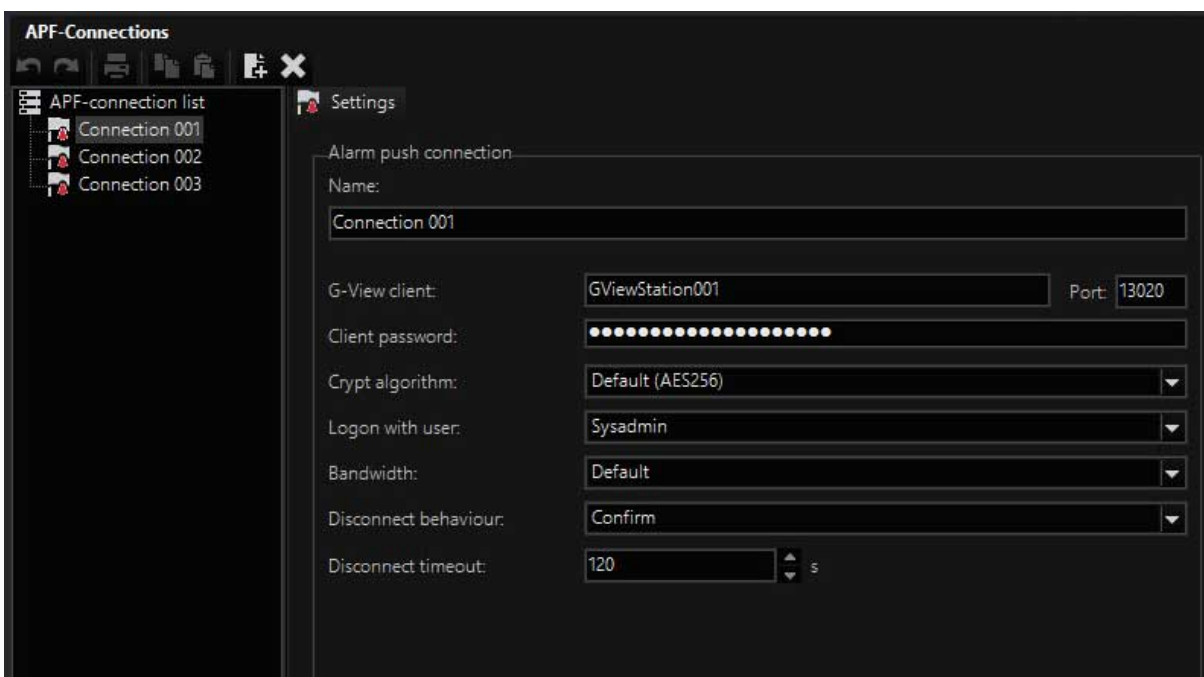 APF-Connections
APF-connection list
Connection 001
Connection 002
Connection 003
Settings
Alarm push connection
Name:
Connection 001
G-View client: GViewStation001 Port: 13020
Client password: ●●●●●●●●●●●●●●●●●●●●
Crypt algorithm: Default (AES256)
Logon with user: Sysadmin
Bandwidth: Default
Disconnect behaviour: Confirm
Disconnect timeout: 120 s